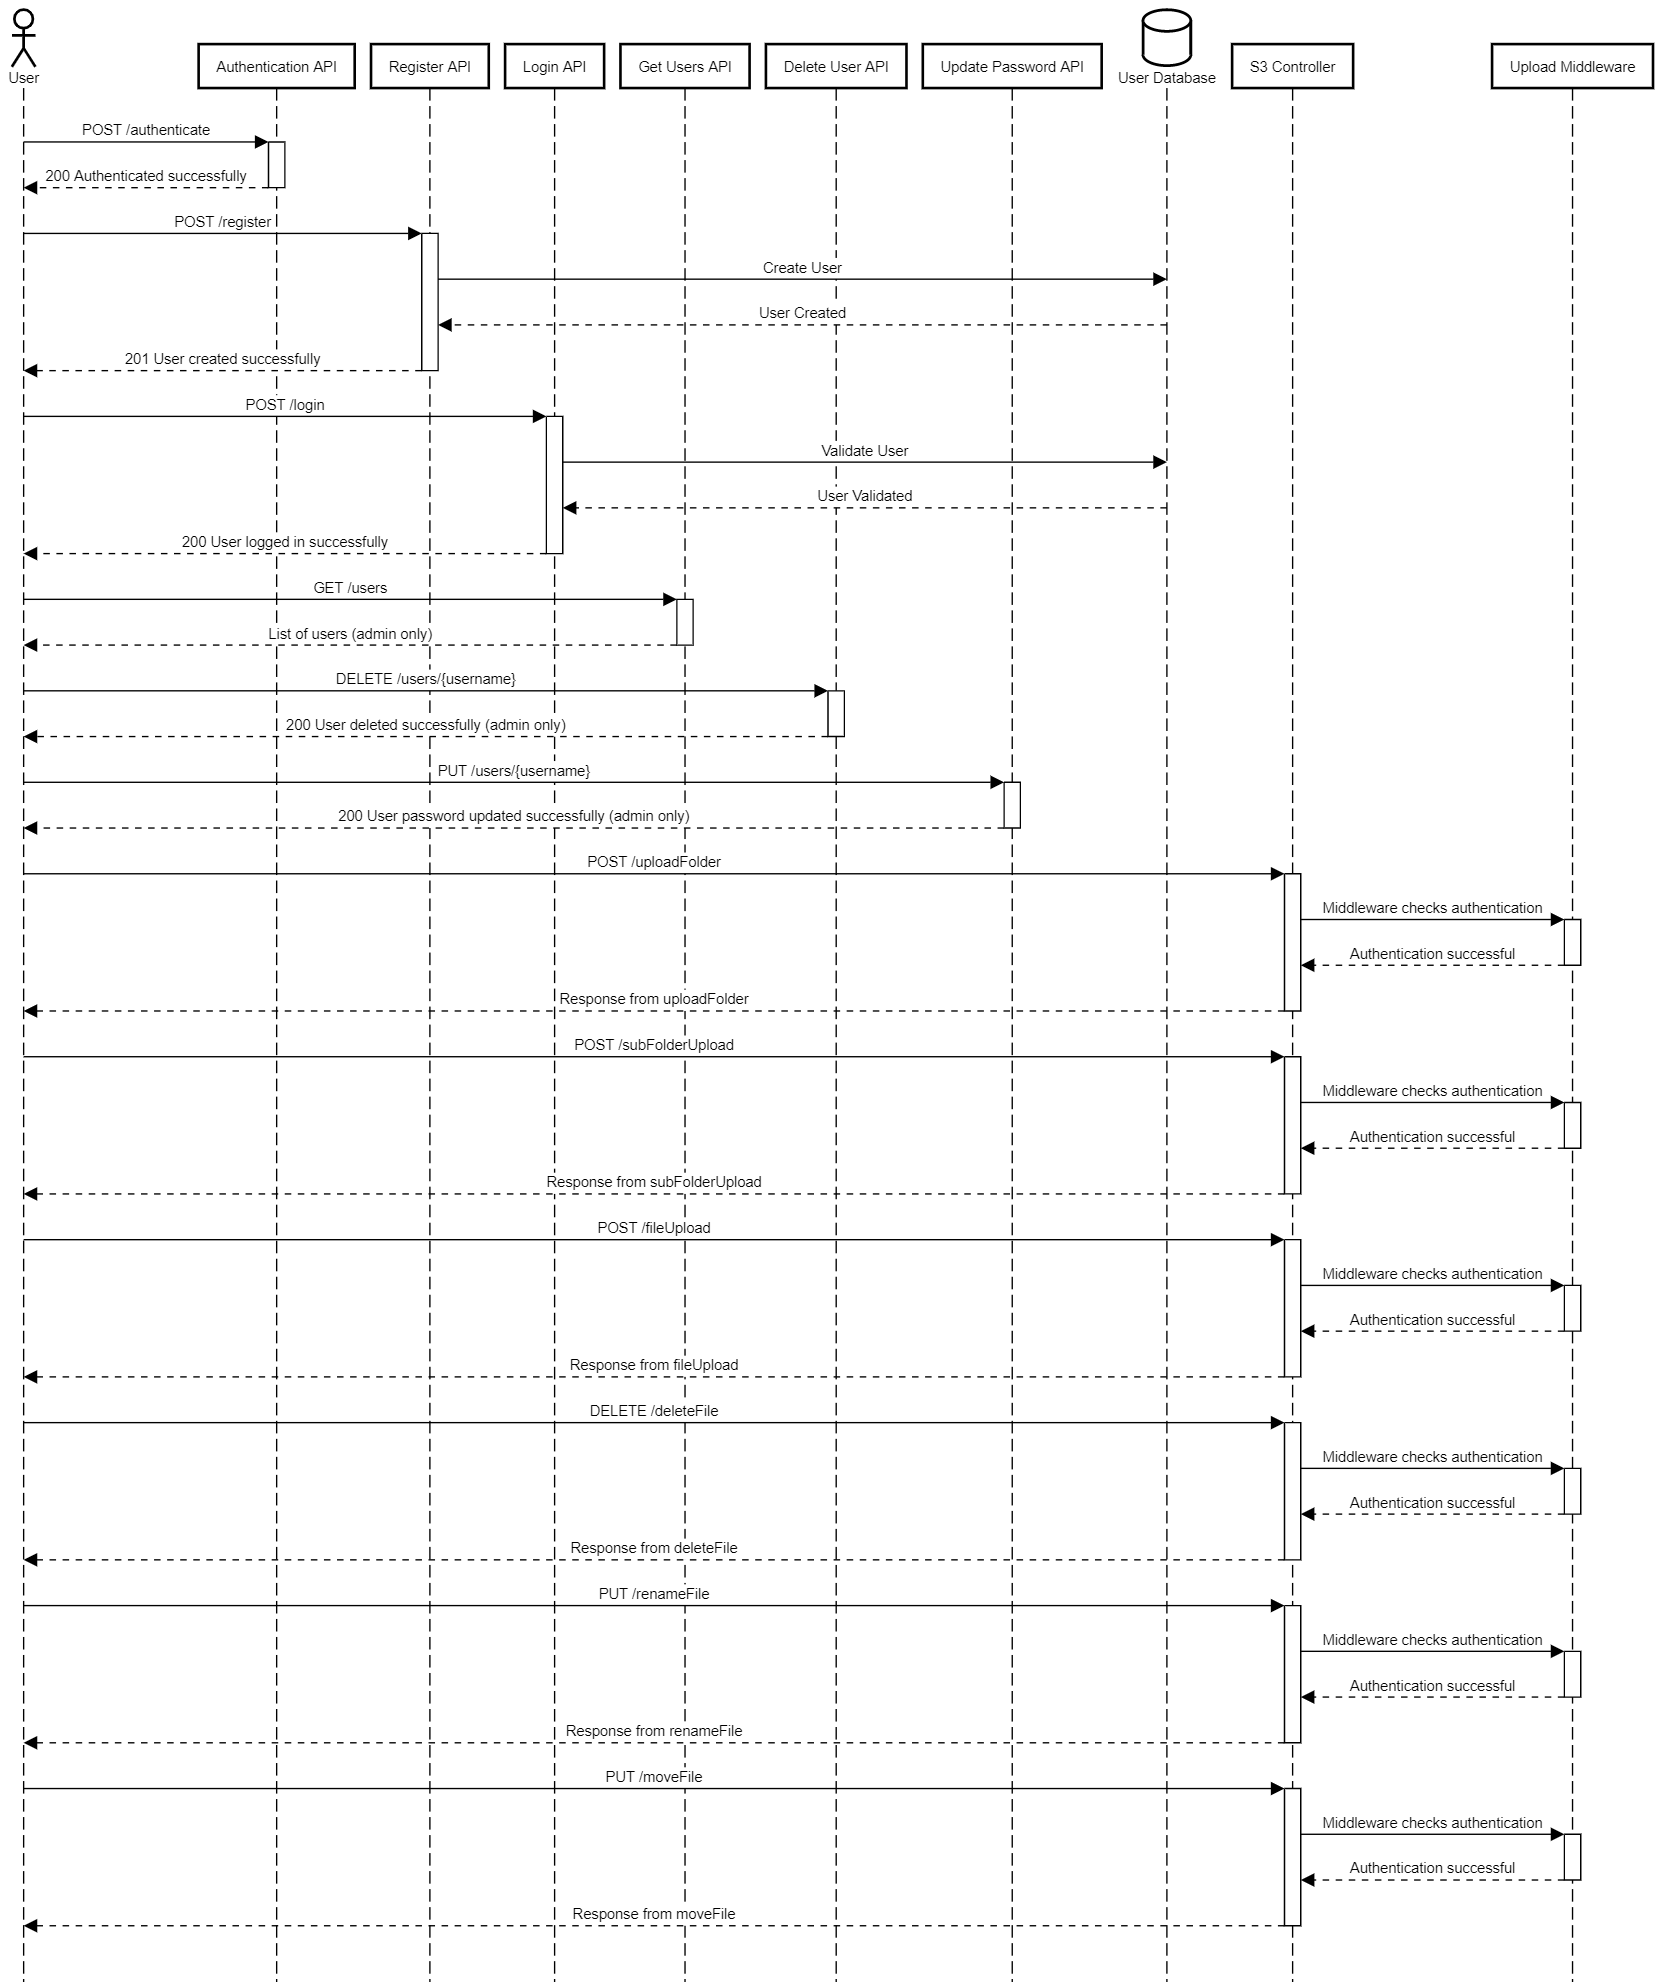 User
Authentication API
Register API
Login API
Get Users API
Delete User API
Update Password API
User Database
S3 Controller
Upload Middleware
POST /authenticate
200 Authenticated successfully
POST /register
Create User
User Created
201 User created successfully
POST /login
Validate User
User Validated
200 User logged in successfully
GET /users
List of users (admin only)
DELETE /users/{username}
200 User deleted successfully (admin only)
PUT /users/{username}
200 User password updated successfully (admin only)
POST /uploadFolder
Middleware checks authentication
Authentication successful
Response from uploadFolder
POST /subFolderUpload
Middleware checks authentication
Authentication successful
Response from subFolderUpload
POST /fileUpload
Middleware checks authentication
Authentication successful
Response from fileUpload
DELETE /deleteFile
Middleware checks authentication
Authentication successful
Response from deleteFile
PUT /renameFile
Middleware checks authentication
Authentication successful
Response from renameFile
PUT /moveFile
Middleware checks authentication
Authentication successful
Response from moveFile